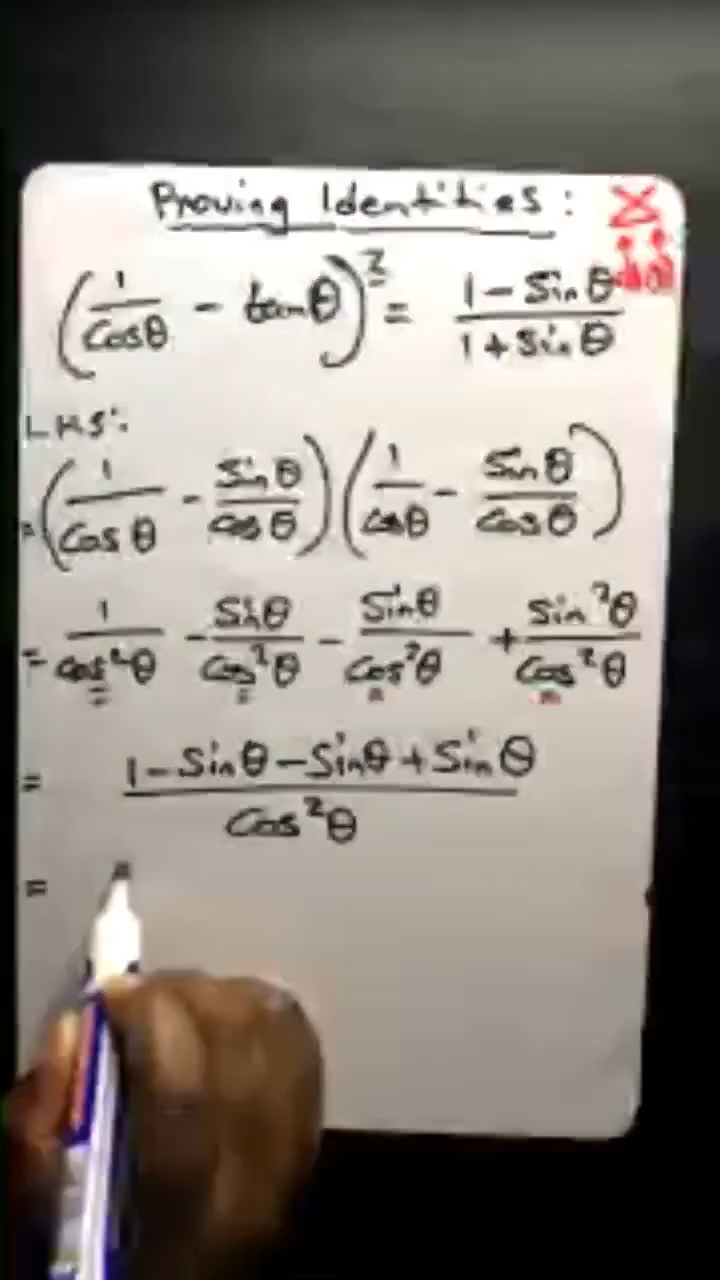 Proving Identities:
(1/Cosθ - tanθ)² = 1 - Sinθ/1 + Sinθ
LHS:
= (1/Cosθ - Sinθ/Cosθ)(1/Cosθ - Sinθ/Cosθ)
= 1/Cos²θ - Sinθ/Cos²θ - Sinθ/Cos²θ + Sin²θ/Cos²θ
= 1 - Sinθ - Sinθ + Sinθ/Cos²θ
=